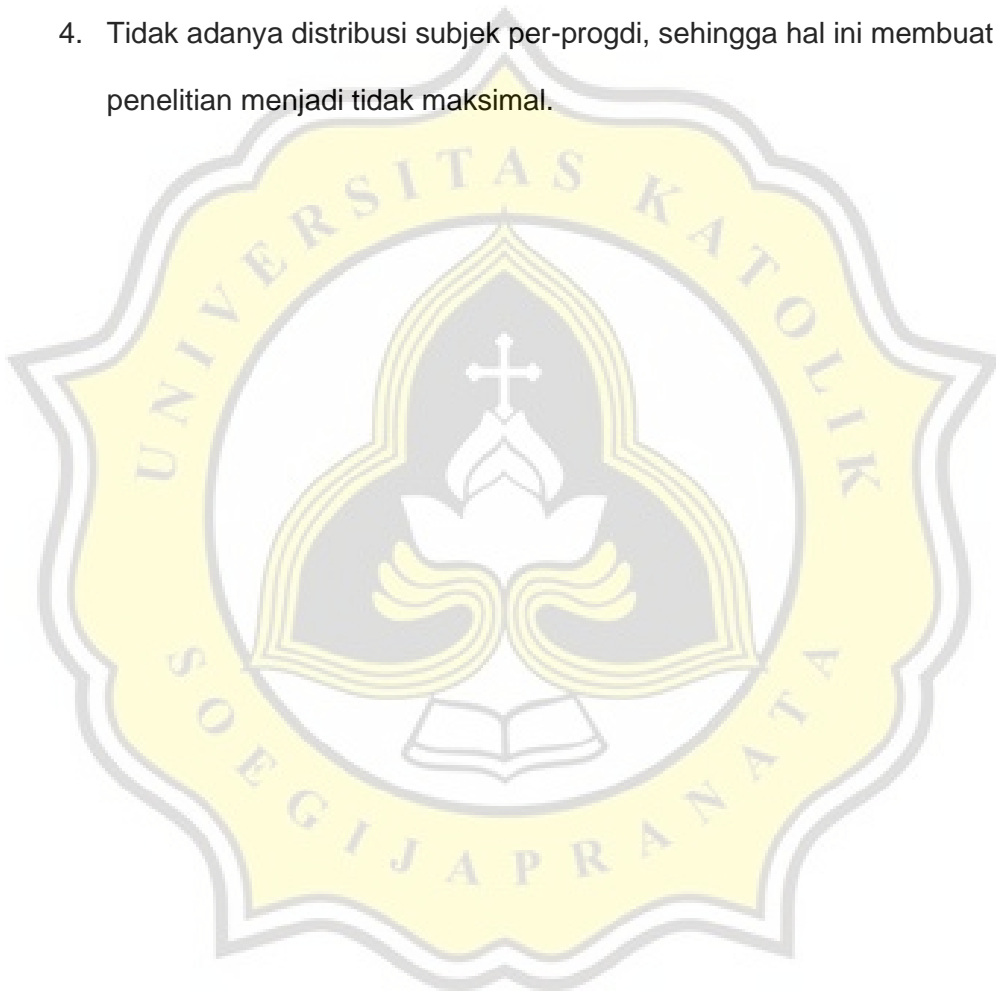 4. Tidak adanya distribusi subjek per-progdi, sehingga hal ini membuat
penelitian menjadi tidak maksimal.
UNIVERSITAS KATOLIK
SOEGIJAPRANATA